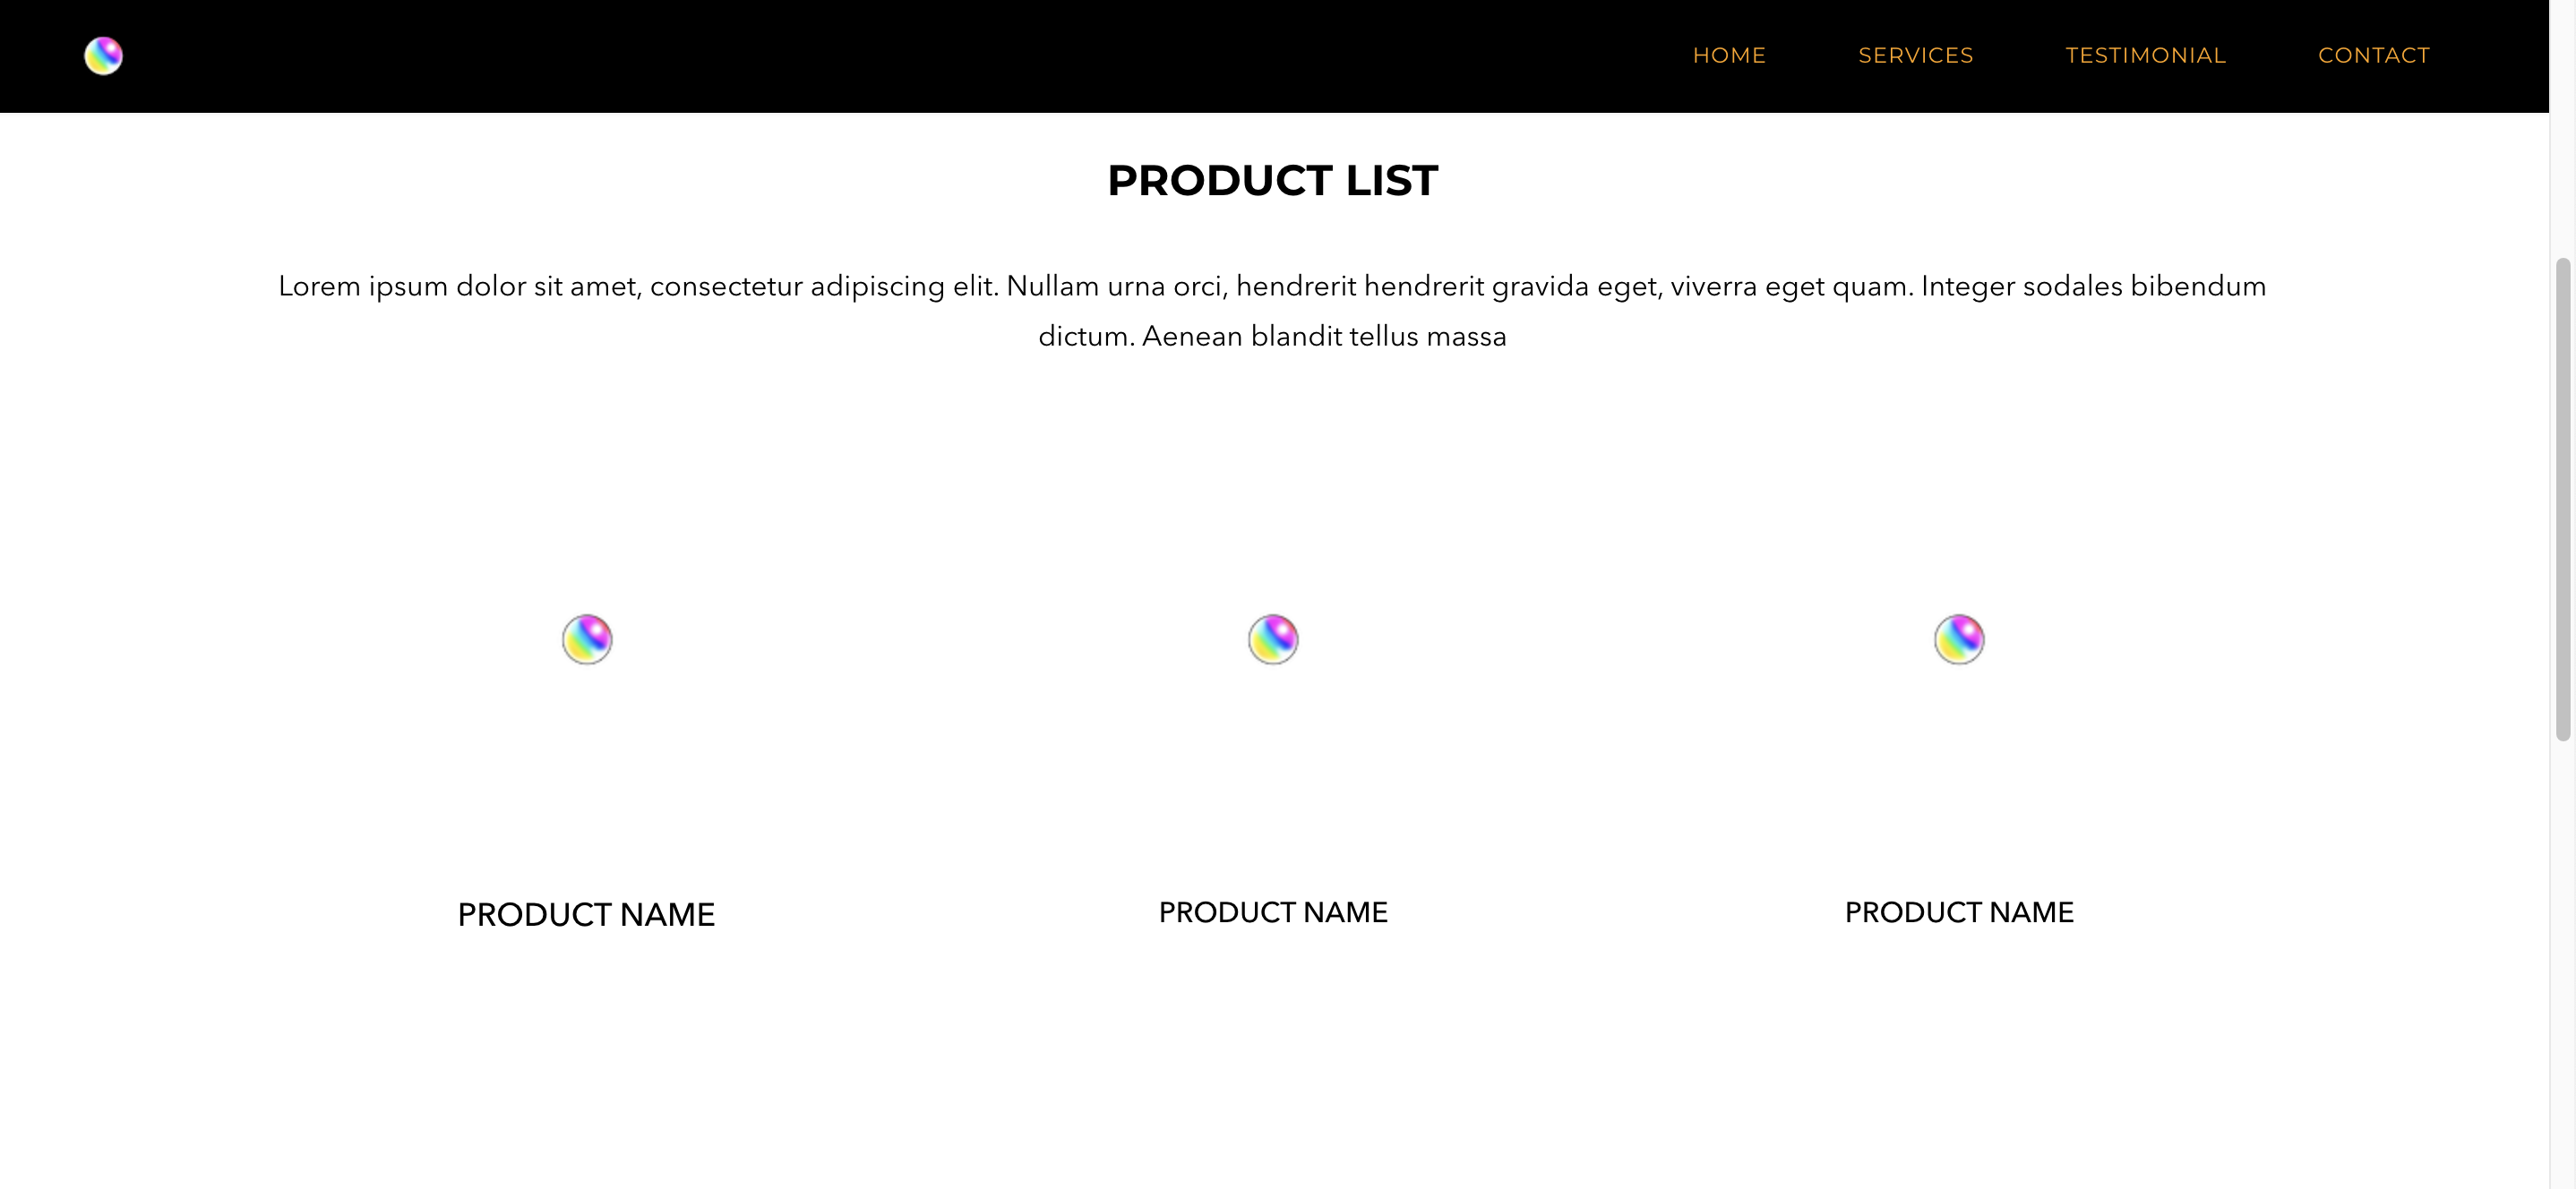 HOME SERVICES TESTIMONIAL CONTACT
PRODUCT LIST
Lorem ipsum dolor sit amet, consectetur adipiscing elit. Nullam urna orci, hendrerit hendrerit gravida eget, viverra eget quam. Integer sodales bibendum
dictum. Aenean blandit tellus massa
PRODUCT NAME PRODUCT NAME PRODUCT NAME